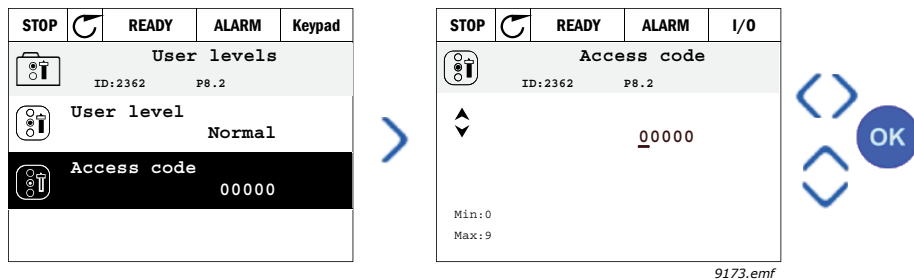 STOP READY ALARM Keypad
User levels
ID:2362 P8.2
User level
Normal
Access code
00000
STOP READY ALARM I/O
Access code
ID:2362 P8.2
00000
Min:0
Max:9
OK
9173.emf